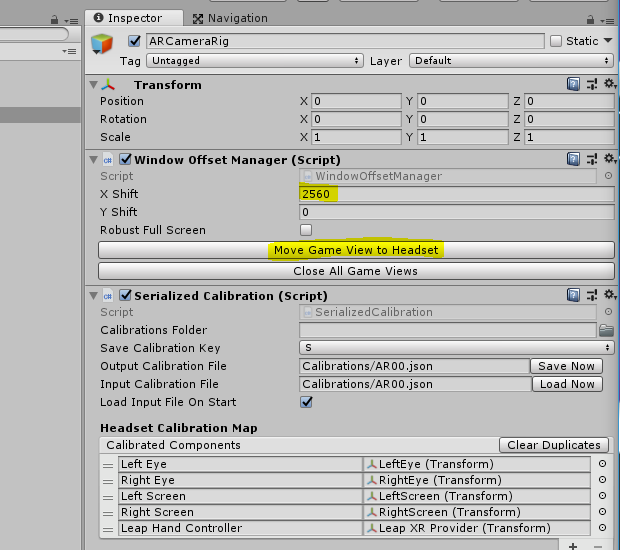 Inspector Navigation
ARCameraRig Static
Tag Untagged Layer Default
Transform
Position X 0 Y 0 Z 0
Rotation X 0 Y 0 Z 0
Scale X 1 Y 1 Z 1
Window Offset Manager (Script)
Script WindowOffsetManager
X Shift 2560
Y Shift 0
Robust Full Screen
Move Game View to Headset
Close All Game Views
Serialized Calibration (Script)
Script SerializedCalibration
Calibrations Folder
Save Calibration Key S
Output Calibration File Calibrations/AR00.json Save Now
Input Calibration File Calibrations/AR00.json Load Now
Load Input File On Start
Headset Calibration Map
Calibrated Components Clear Duplicates
Left Eye LeftEye (Transform)
Right Eye RightEye (Transform)
Left Screen LeftScreen (Transform)
Right Screen RightScreen (Transform)
Leap Hand Controller Leap XR Provider (Transform)